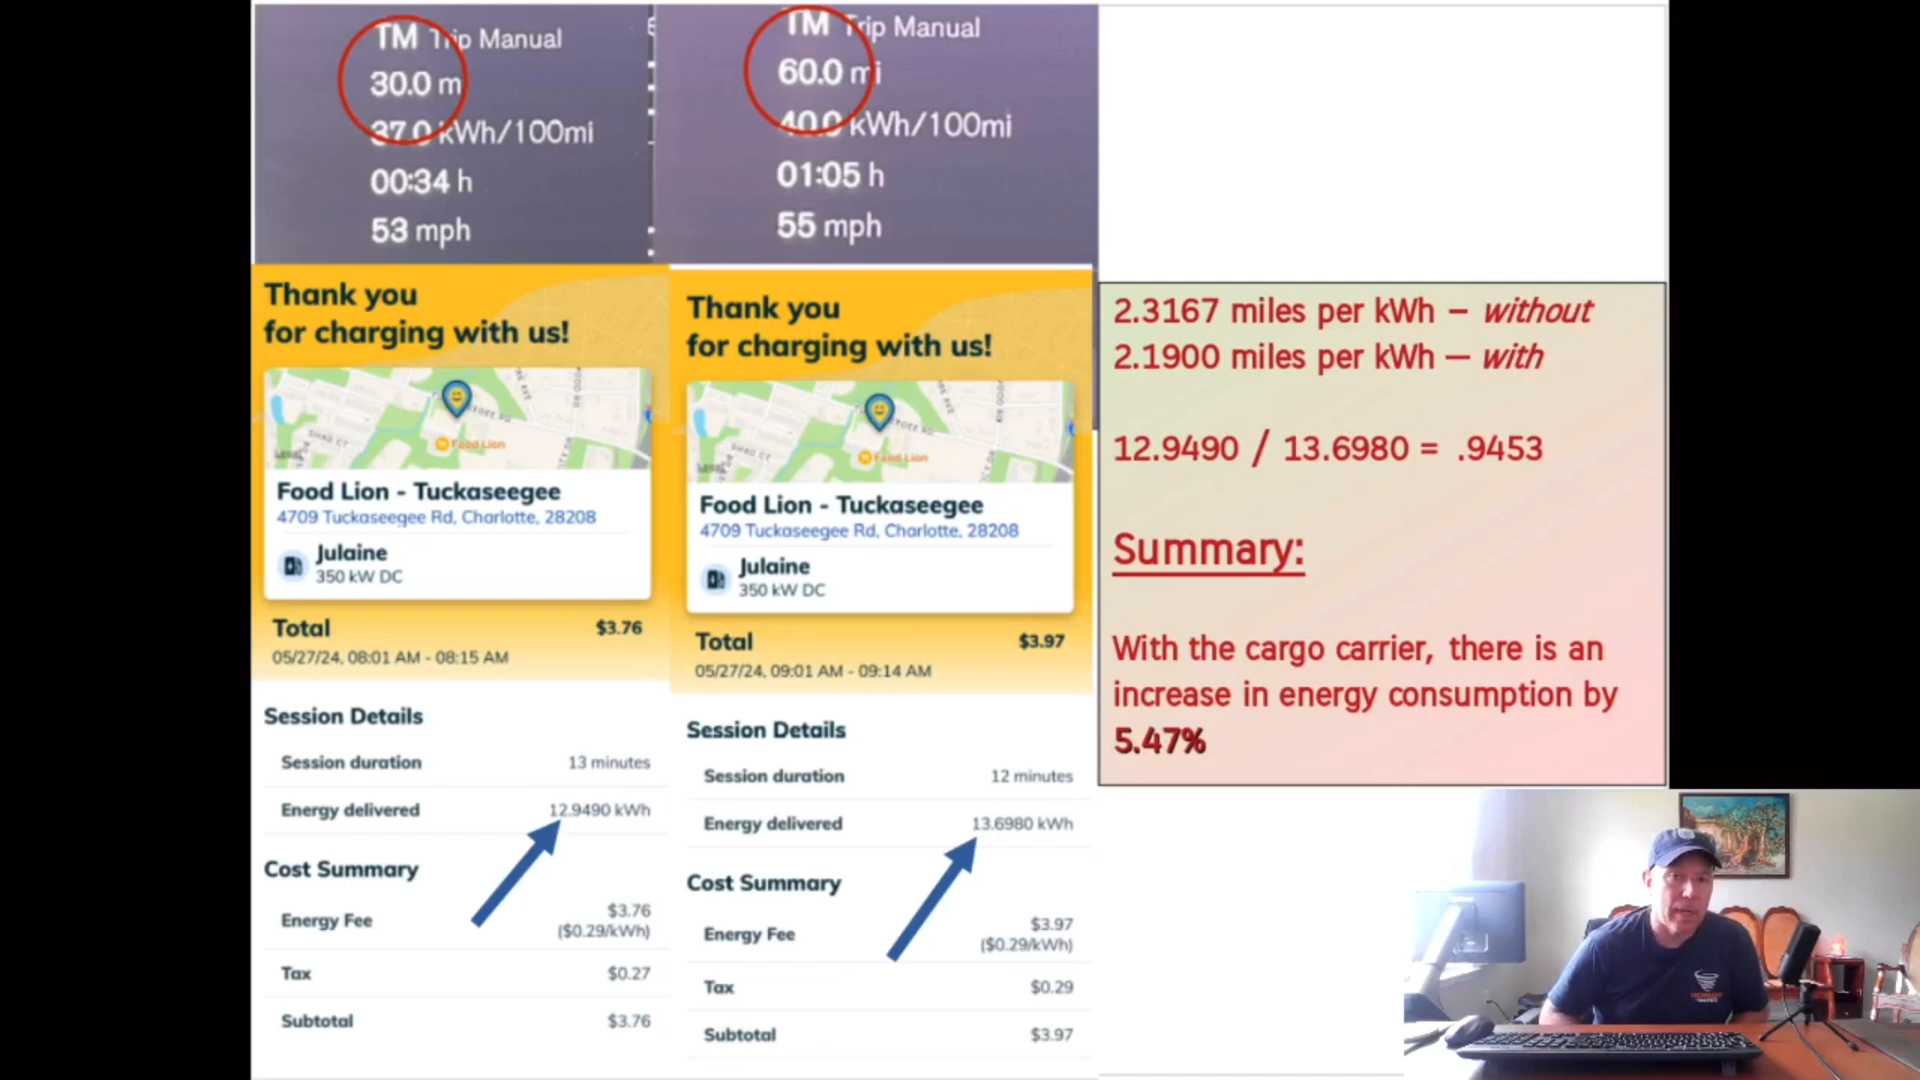 TM Trip Manual
30.0 m
37.0 kWh/100mi
00:34 h
53 mph
TM Trip Manual
60.0 mi
40.0 kWh/100mi
01:05 h
55 mph
Thank you
for charging with us!
Food Lion
Food Lion - Tuckaseegee
4709 Tuckaseegee Rd, Charlotte, 28208
Julaine
350 kW DC
Total $3.76
05/27/24, 08:01 AM - 08:15 AM
Session Details
Session duration 13 minutes
Energy delivered 12.9490 kWh
Cost Summary
Energy Fee $3.76
($0.29/kWh)
Tax $0.27
Subtotal $3.76
Thank you
for charging with us!
Food Lion
Food Lion - Tuckaseegee
4709 Tuckaseegee Rd, Charlotte, 28208
Julaine
350 kW DC
Total $3.97
05/27/24, 09:01 AM - 09:14 AM
Session Details
Session duration 12 minutes
Energy delivered 13.6980 kWh
Cost Summary
Energy Fee $3.97
($0.29/kWh)
Tax $0.29
Subtotal $3.97
2.3167 miles per kWh – without
2.1900 miles per kWh – with
12.9490 / 13.6980 = .9453
Summary:
With the cargo carrier, there is an
increase in energy consumption by
5.47%